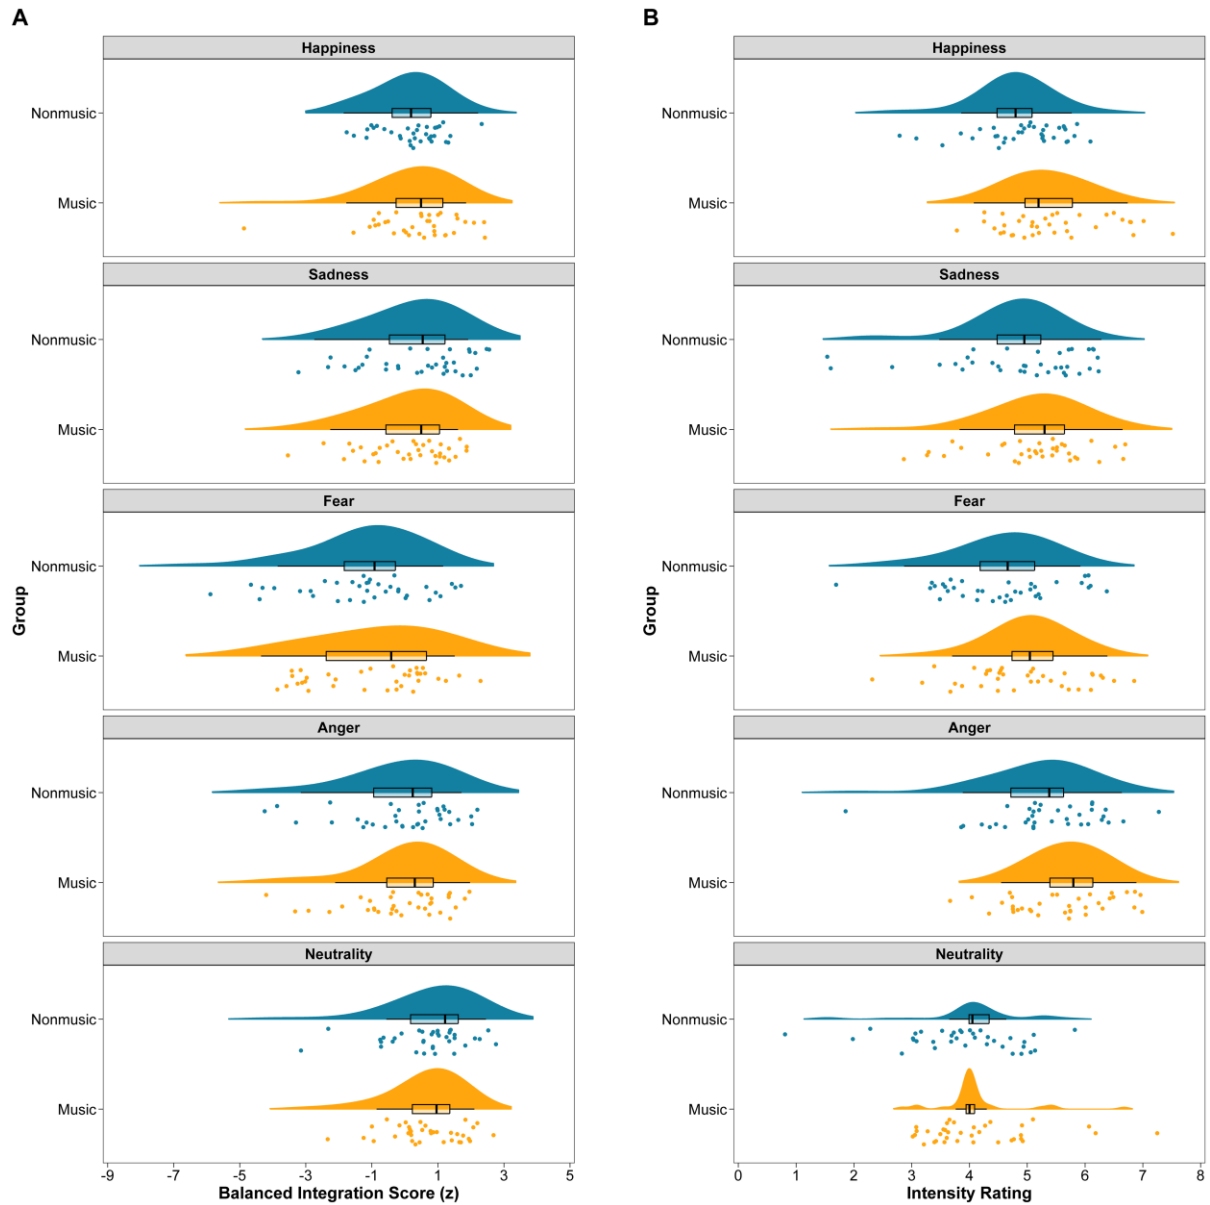 A
Happiness
Nonmusic
Music
Sadness
Nonmusic
Music
Fear
Nonmusic
Music
Anger
Nonmusic
Music
Neutrality
Nonmusic
Music
Group
-9 -7 -5 -3 -1 1 3 5
Balanced Integration Score (z)
B
Happiness
Nonmusic
Music
Sadness
Nonmusic
Music
Fear
Nonmusic
Music
Anger
Nonmusic
Music
Neutrality
Nonmusic
Music
Group
0 1 2 3 4 5 6 7 8
Intensity Rating